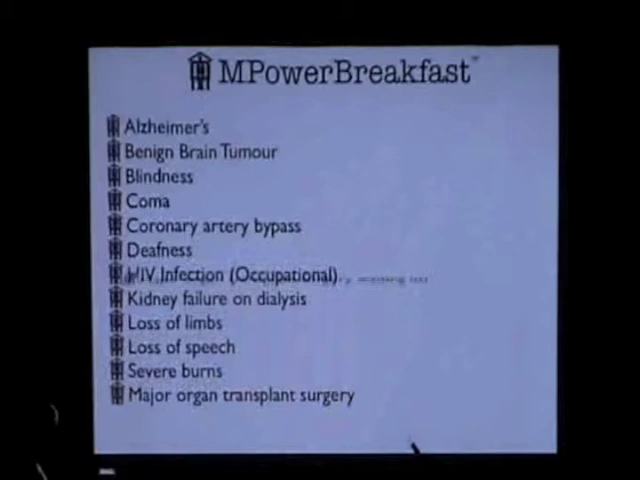 MPowerBreakfast™
Alzheimer's
Benign Brain Tumour
Blindness
Coma
Coronary artery bypass
Deafness
HIV Infection (Occupational)
Kidney failure on dialysis
Loss of limbs
Loss of speech
Severe burns
Major organ transplant surgery